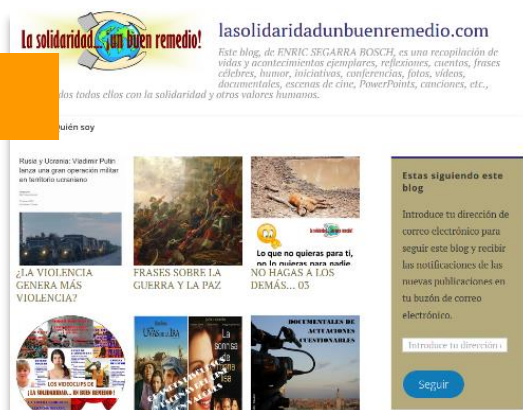 La solidaridad... ¡un buen remedio!
lasolidaridadunbuenremedio.com
Este blog, de ENRIC SEGARRA BOSCH, es una recopilación de
vidas y acontecimientos ejemplares, reflexiones, cuentos, frases
célebres, humor, iniciativas, conferencias, fotos, vídeos,
documentales, escenas de cine, PowerPoints, canciones, etc.,
todos ellos con la solidaridad y otros valores humanos.
uién soy
Rusia y Ucrania: Vladimir Putin
lanza una gran operación militar
en territorio ucraniano
Lo que no quieras para ti,
no lo quieras para nadie
¿LA VIOLENCIA
GENERA MÁS
VIOLENCIA?
FRASES SOBRE LA
GUERRA Y LA PAZ
NO HAGAS A LOS
DEMÁS... 03
LOS VIDEOCLIPS DE
¡LA SOLIDARIDAD... UN BUEN REMEDIO!
La
sonrisa
de
DOCUMENTALES DE
ACTUACIONES
CUESTIONABLES
Estas siguiendo este
blog
Introduce tu dirección de
correo electrónico para
seguir este blog y recibir
las notificaciones de las
nuevas publicaciones en
tu buzón de correo
electrónico.
Introduce tu dirección
Seguir